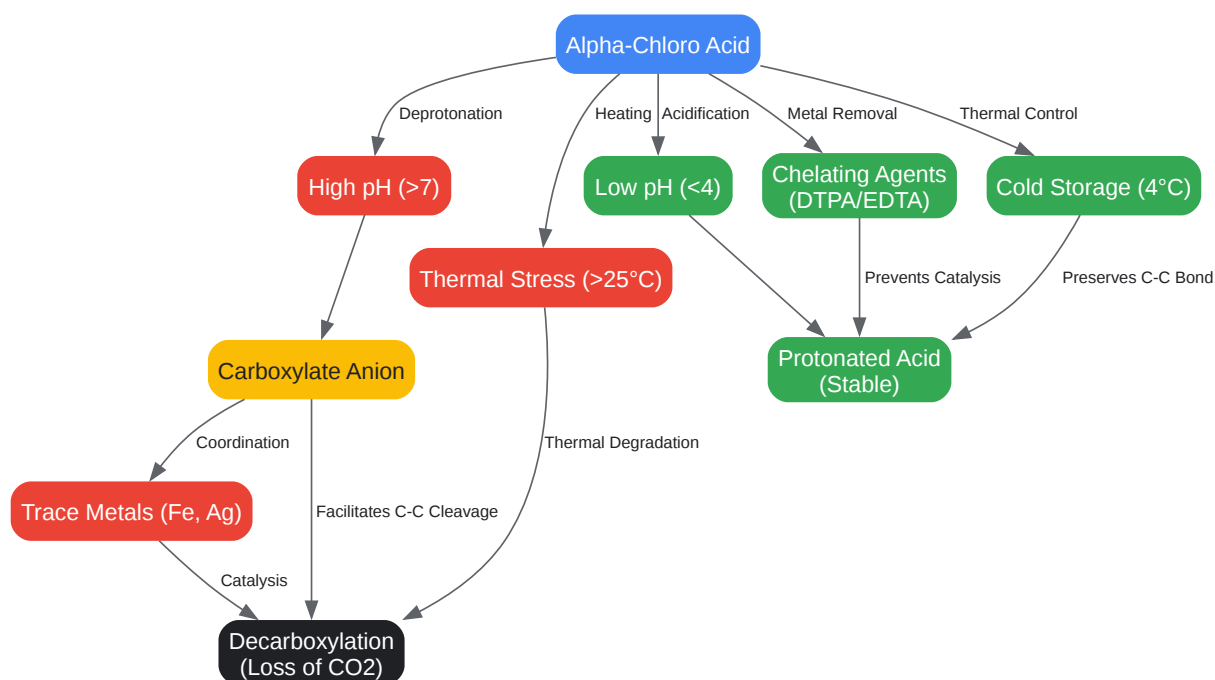 Alpha-Chloro Acid
Deprotonation
Heating
Acidification
Metal Removal
Thermal Control
High pH (>7)
Low pH (<4)
Chelating Agents
(DTPA/EDTA)
Cold Storage (4°C)
Thermal Stress (>25°C)
Prevents Catalysis
Preserves C-C Bond
Carboxylate Anion
Protonated Acid
(Stable)
Coordination
Thermal Degradation
Trace Metals (Fe, Ag)
Facilitates C-C Cleavage
Catalysis
Decarboxylation
(Loss of CO2)